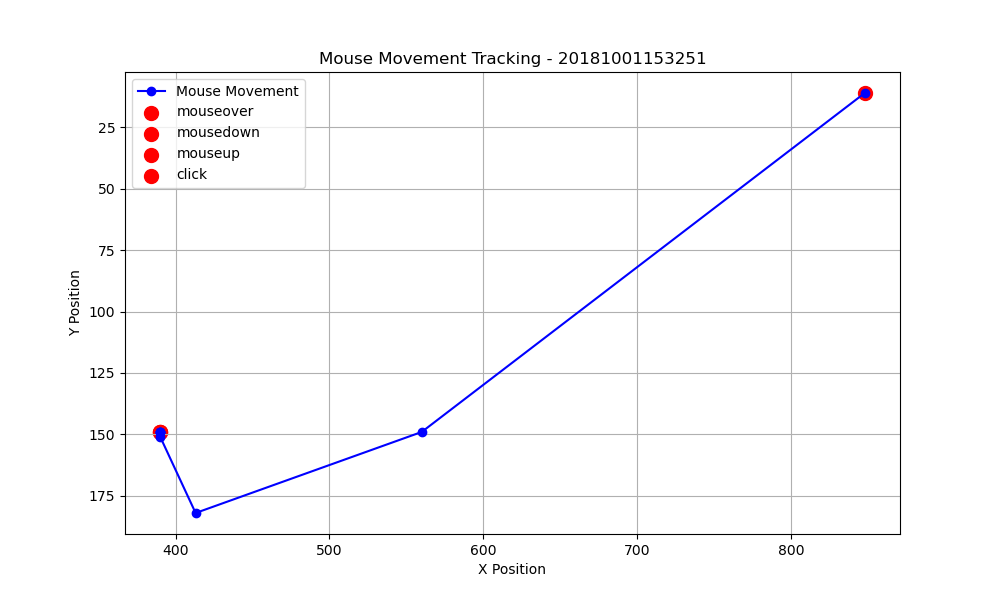 Mouse Movement Tracking - 20181001153251
Mouse Movement
mouseover
mousedown
mouseup
click
Y Position
25
50
75
100
125
150
175
400 500 600 700 800
X Position